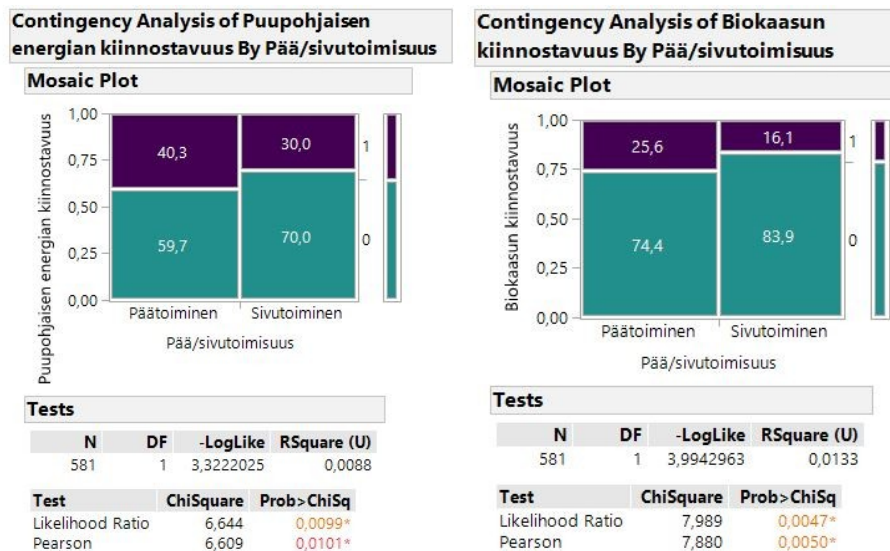 Contingency Analysis of Puupohjaisen
energian kiinnostavuus By Pää/sivutoimisuus
Mosaic Plot
Puupohjaisen energian kiinnostavuus
1,00
0,75
0,50
0,25
0,00
40,3
30,0
59,7
70,0
1
0
Päätoiminen
Sivutoiminen
Pää/sivutoimisuus
Tests
N DF -LogLike RSquare (U)
581 1 3,3222025 0,0088
Test ChiSquare Prob>ChiSq
Likelihood Ratio 6,644 0,0099*
Pearson 6,609 0,0101*
Contingency Analysis of Biokaasun
kiinnostavuus By Pää/sivutoimisuus
Mosaic Plot
Biokaasun kiinnostavuus
1,00
0,75
0,50
0,25
0,00
25,6
16,1
74,4
83,9
1
0
Päätoiminen
Sivutoiminen
Pää/sivutoimisuus
Tests
N DF -LogLike RSquare (U)
581 1 3,9942963 0,0133
Test ChiSquare Prob>ChiSq
Likelihood Ratio 7,989 0,0047*
Pearson 7,880 0,0050*